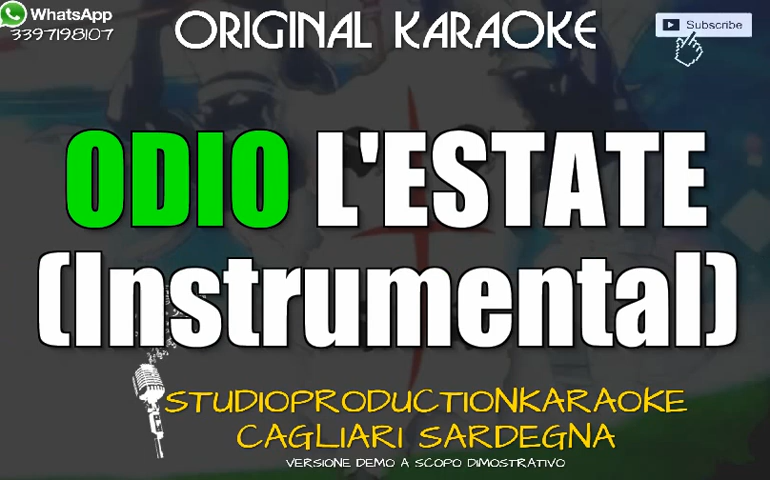 WhatsApp
3397198107
ORIGINAL KARAOKE
Subscribe
ODIO L'ESTATE
(Instrumental)
STUDIOPRODUCTIONKARAOKE
CAGLIARI SARDEGNA
VERSIONE DEMO A SCOPO DIMOSTRATIVO